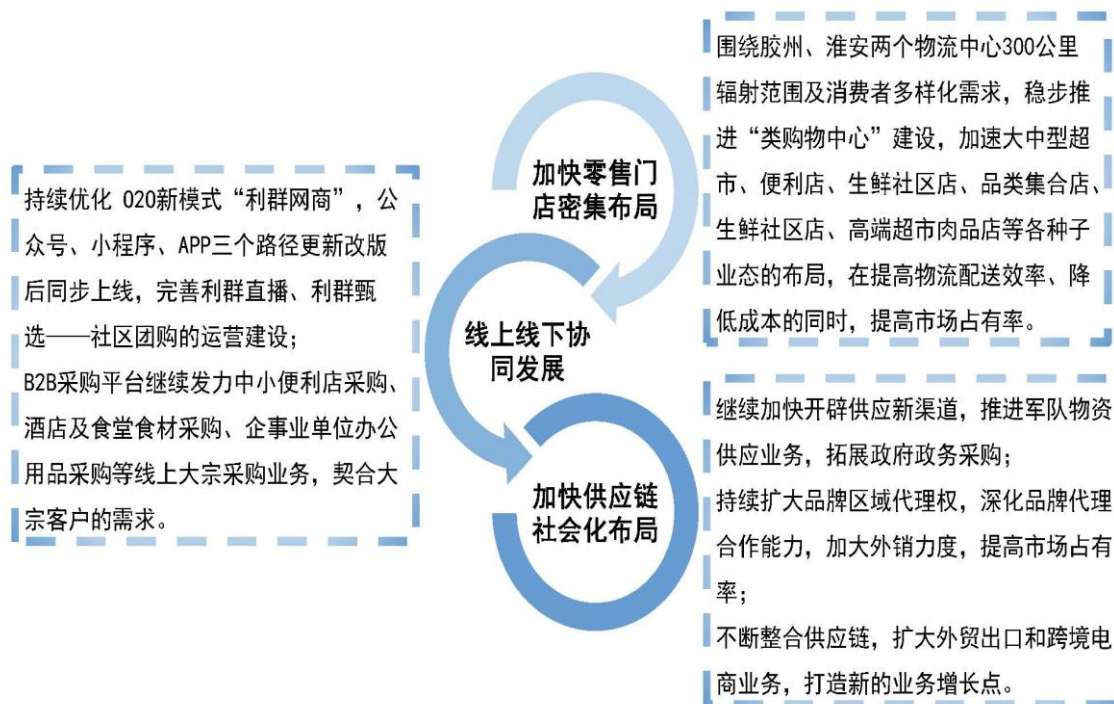 加快零售门
店密集布局
围绕胶州、淮安两个物流中心300公里
辐射范围及消费者多样化需求，稳步推
进“类购物中心”建设，加速大中型超
市、便利店、生鲜社区店、品类集合店、
生鲜社区店、高端超市肉品店等各种子
业态的布局，在提高物流配送效率、降
低成本的同时，提高市场占有率。
线上线下协
同发展
持续优化 O2O新模式“利群网商”，公
众号、小程序、APP三个路径更新改版
后同步上线，完善利群直播、利群甄
选——社区团购的运营建设；
B2B采购平台继续发力中小便利店采购、
酒店及食堂食材采购、企事业单位办公
用品采购等线上大宗采购业务，契合大
宗客户的需求。
加快供应链
社会化布局
继续加快开辟供应新渠道，推进军队物资
供应业务，拓展政府政务采购；
持续扩大品牌区域代理权，深化品牌代理
合作能力，加大外销力度，提高市场占有
率；
不断整合供应链，扩大外贸出口和跨境电
商业务，打造新的业务增长点。